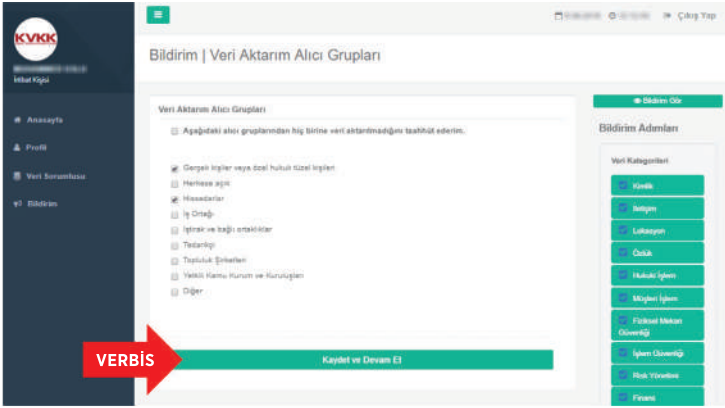 KVKK
İrtibat Kişisi
Anasayfa
Profil
Veri Sorumlusu
Bildirim
Çıkış Yap
Bildirim | Veri Aktarım Alıcı Grupları
Veri Aktarım Alıcı Grupları
Aşağıdaki alıcı gruplarından hiç birine veri aktarılmadığını taahhüt ederim.
Gerçek kişiler veya özel hukuk tüzel kişileri
Herkese açık
Hissedarlar
İş Ortağı
İştirak ve bağlı ortaklıklar
Tedarikçi
Topluluk Şirketleri
Yetkili Kamu Kurum ve Kuruluşları
Diğer
VERBİS
Kaydet ve Devam Et
Bildirim Gör
Bildirim Adımları
Veri Kategorileri
Kimlik
İletişim
Lokasyon
Özlük
Hukuki İşlem
Müşteri İşlem
Fiziksel Mekan
Güvenliği
İşlem Güvenliği
Risk Yönetimi
Finans